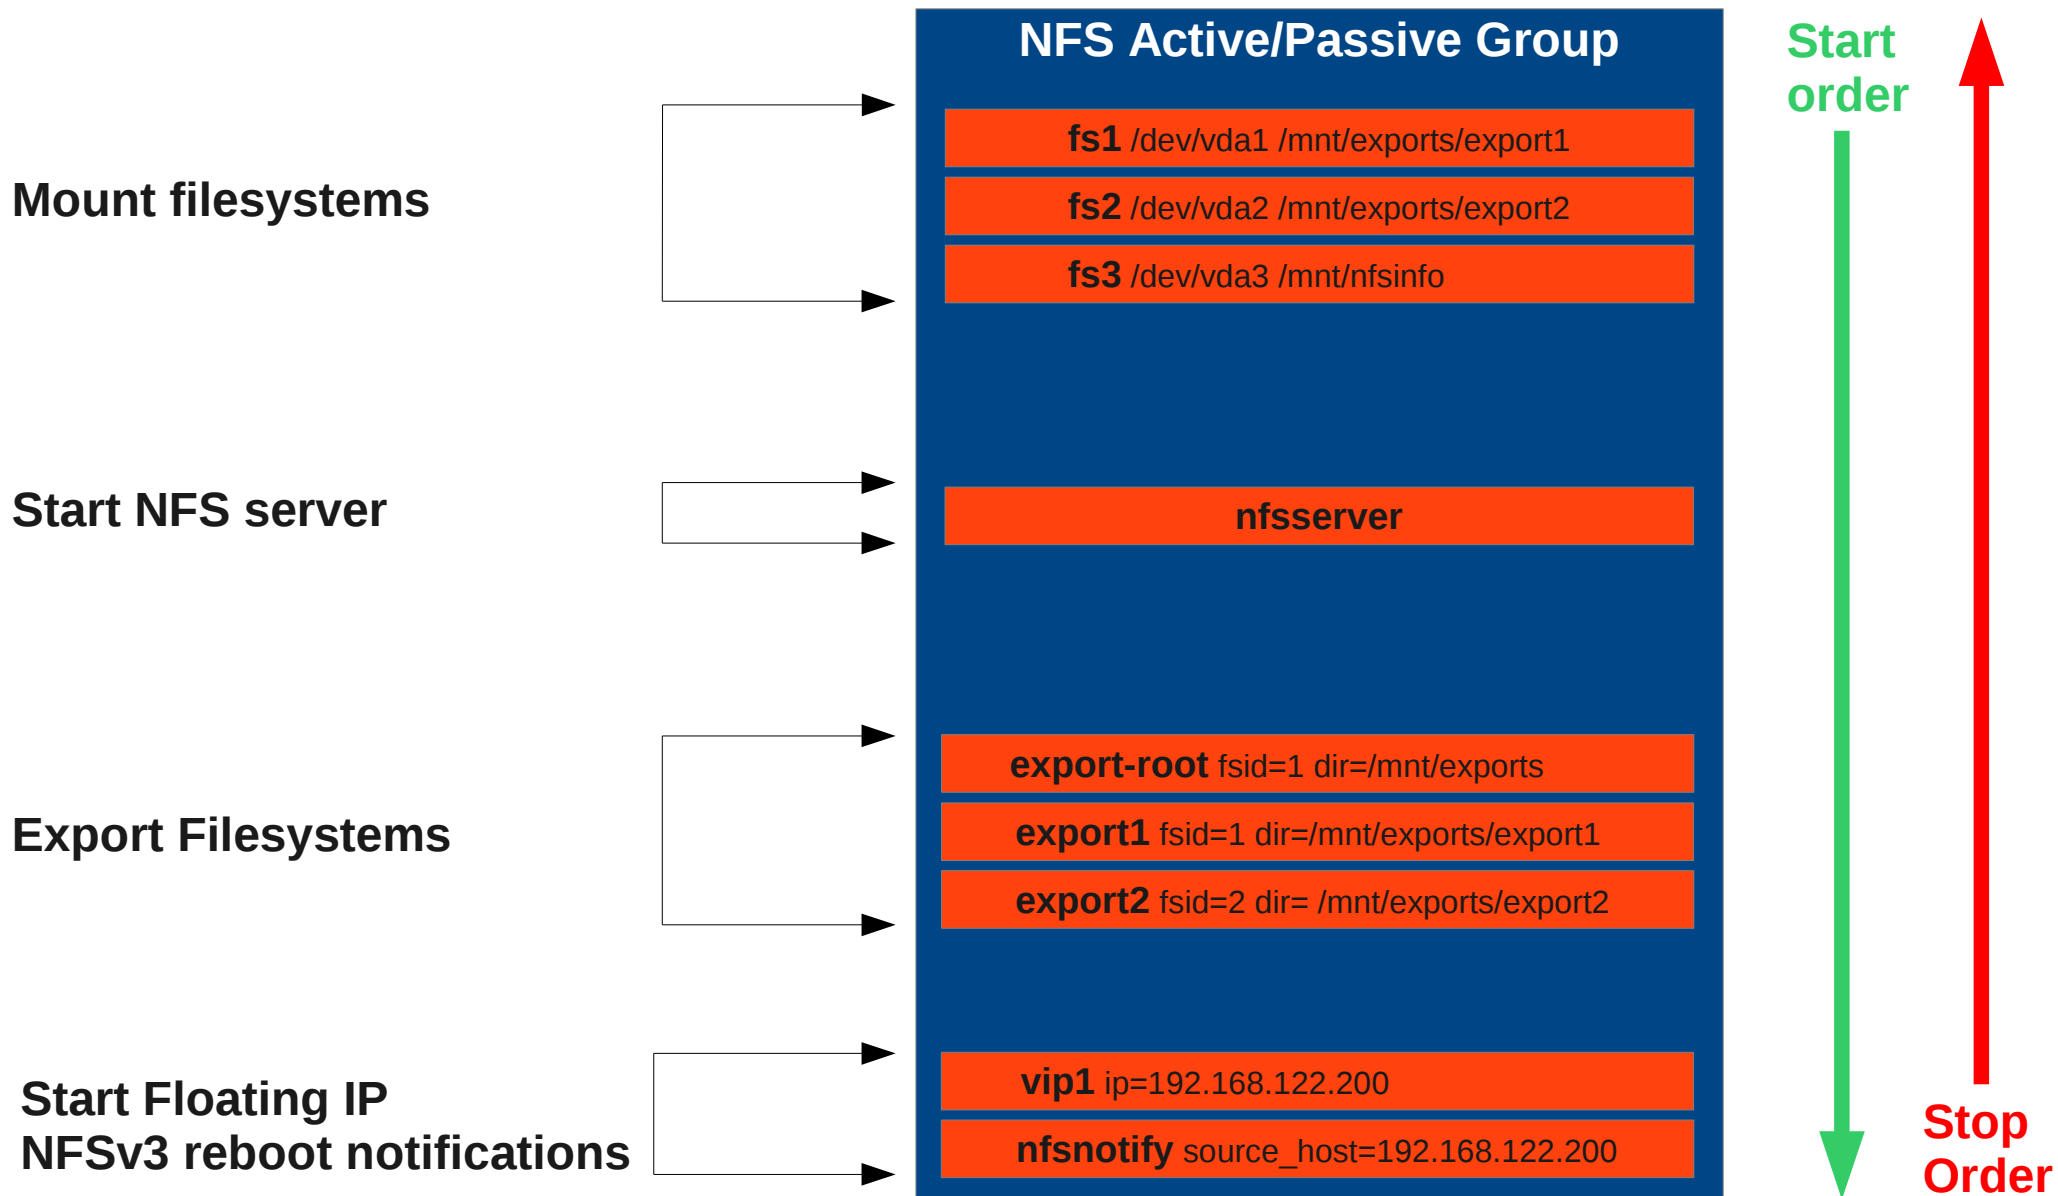 NFS Active/Passive Group
Start
order
Mount filesystems
fs1 /dev/vda1 /mnt/exports/export1
fs2 /dev/vda2 /mnt/exports/export2
fs3 /dev/vda3 /mnt/nfsinfo
Start NFS server
nfsserver
Export Filesystems
export-root fsid=1 dir=/mnt/exports
export1 fsid=1 dir=/mnt/exports/export1
export2 fsid=2 dir= /mnt/exports/export2
Start Floating IP
NFSv3 reboot notifications
vip1 ip=192.168.122.200
nfsnotify source_host=192.168.122.200
Stop
Order